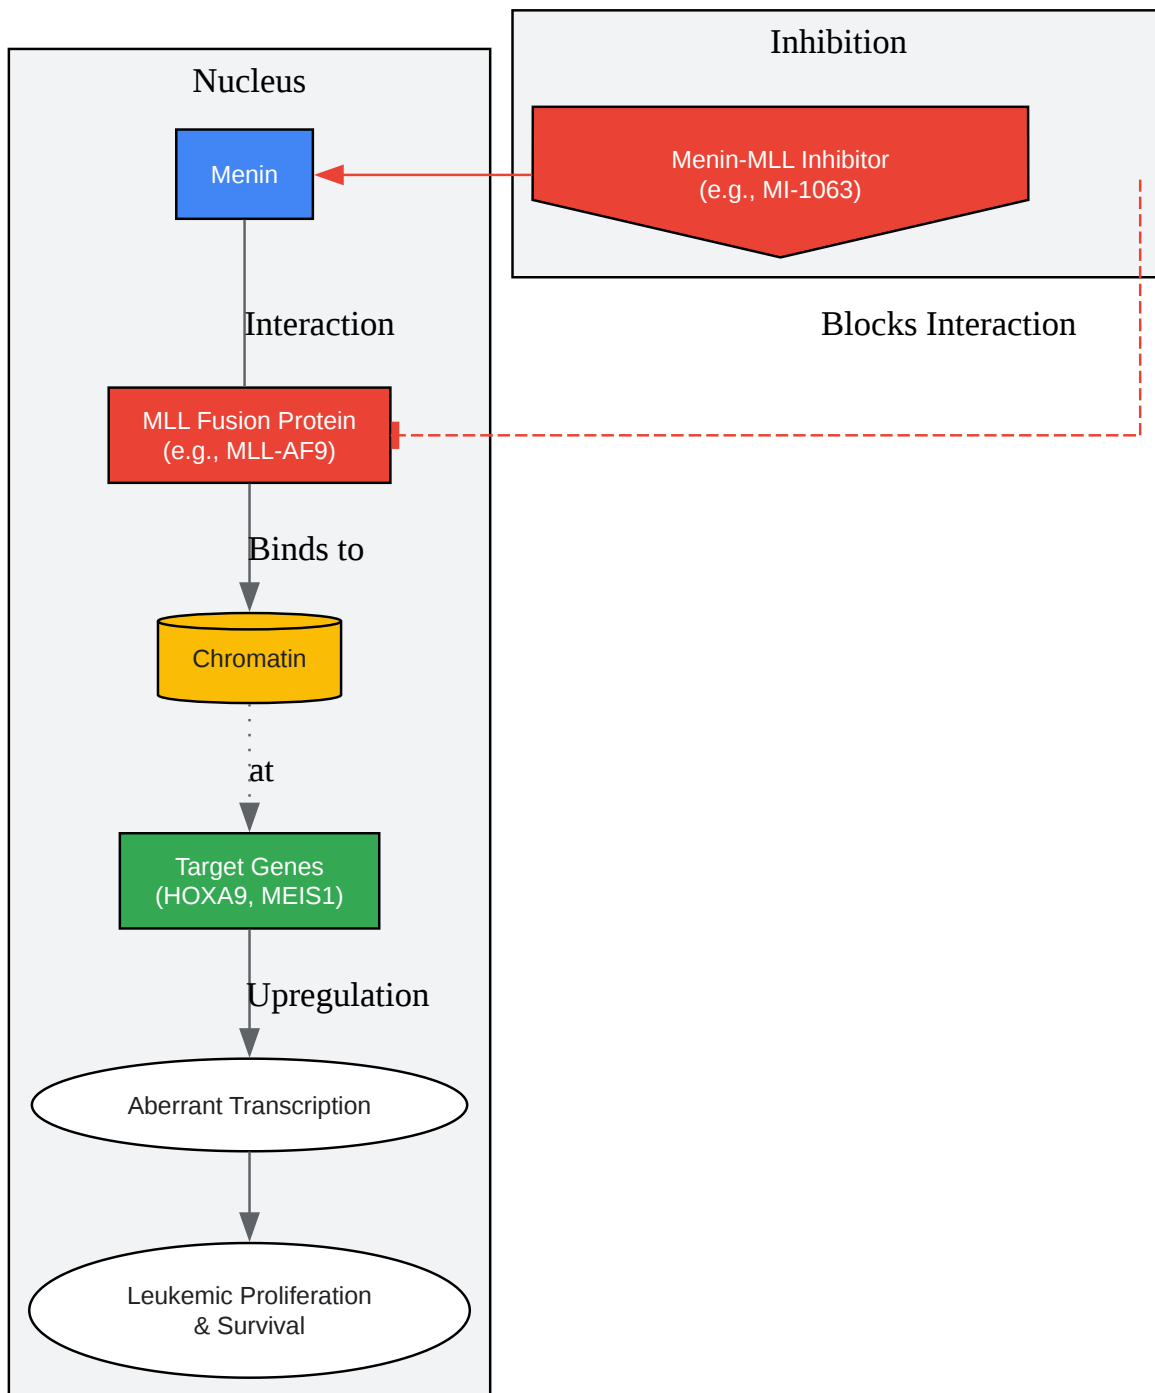 Inhibition
Nucleus
Menin-MLL Inhibitor
(e.g., MI-1063)
Menin
Interaction
Blocks Interaction
MLL Fusion Protein
(e.g., MLL-AF9)
Binds to
Chromatin
at
Target Genes
(HOXA9, MEIS1)
Upregulation
Aberrant Transcription
Leukemic Proliferation
& Survival